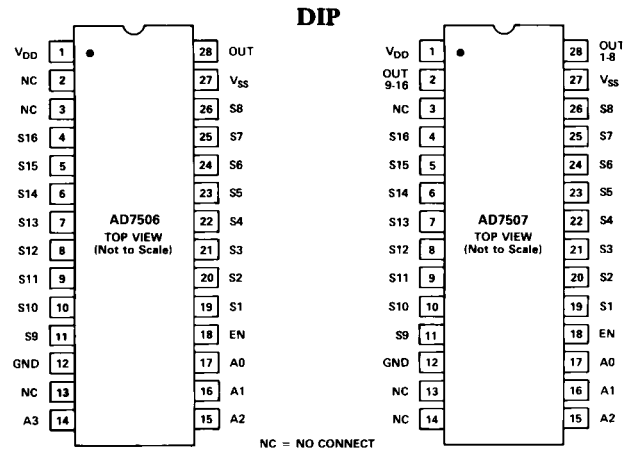 DIP
VDD 1 28 OUT
NC 2 27 VSS
NC 3 26 S8
S16 4 25 S7
S15 5 24 S6
S14 6 23 S5
S13 7 22 S4
S12 8 21 S3
S11 9 20 S2
S10 10 19 S1
S9 11 18 EN
GND 12 17 A0
NC 13 16 A1
A3 14 15 A2
AD7506
TOP VIEW
(Not to Scale)
VDD 1 28 OUT 1-8
OUT 9-16 2 27 VSS
NC 3 26 S8
S16 4 25 S7
S15 5 24 S6
S14 6 23 S5
S13 7 22 S4
S12 8 21 S3
S11 9 20 S2
S10 10 19 S1
S9 11 18 EN
GND 12 17 A0
NC 13 16 A1
NC 14 15 A2
AD7507
TOP VIEW
(Not to Scale)
NC = NO CONNECT